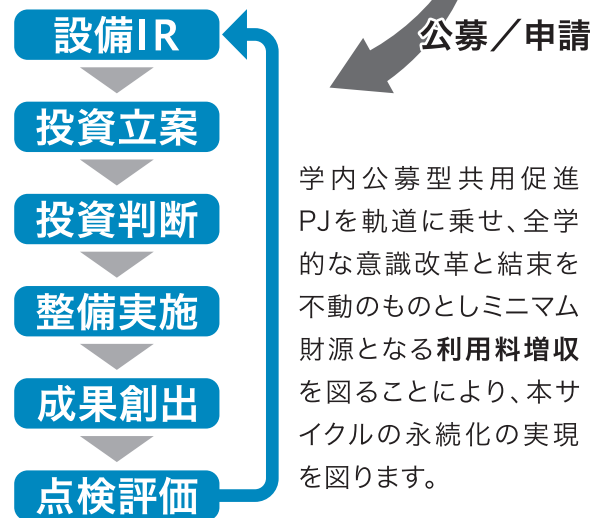 設備IR
投資立案
投資判断
整備実施
成果創出
点検評価
公募／申請
学内公募型共用促進
PJを軌道に乗せ、全学
的な意識改革と結束を
不動のものとしミニマム
財源となる利用料増収
を図ることにより、本サ
イクルの永続化の実現
を図ります。